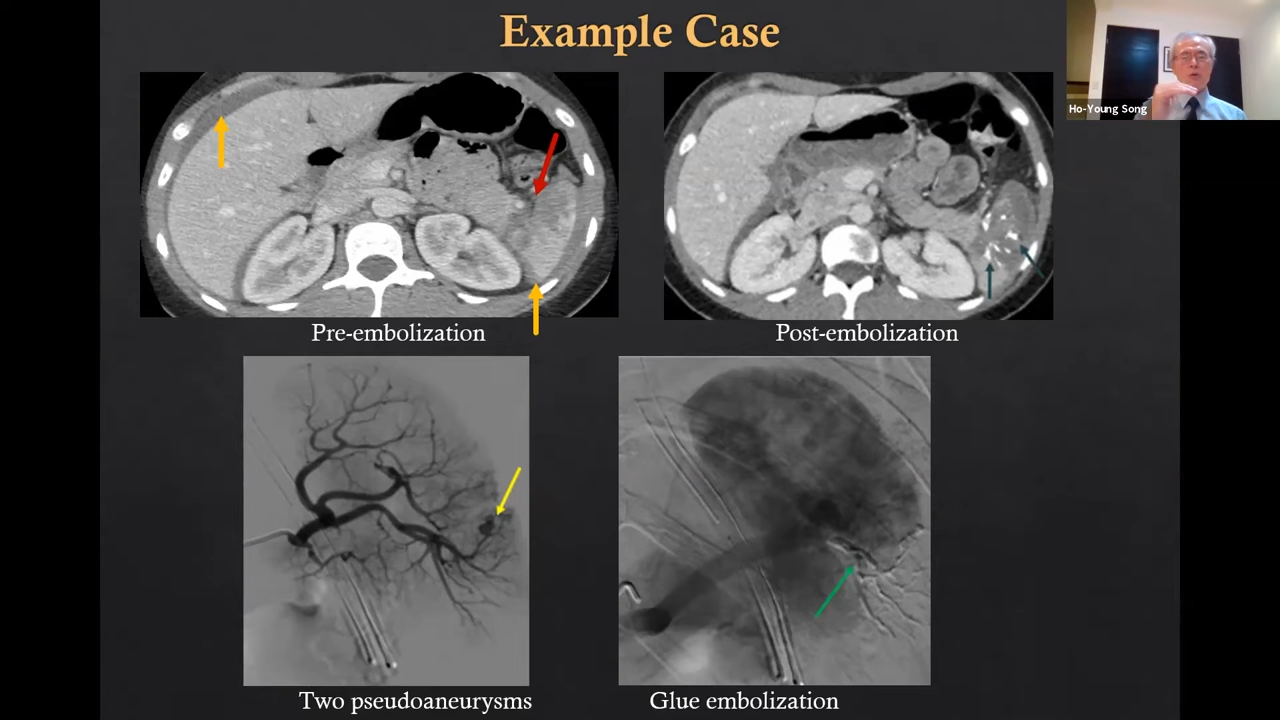 Example Case
Ho-Young Song
Pre-embolization
Post-embolization
Two pseudoaneurysms
Glue embolization